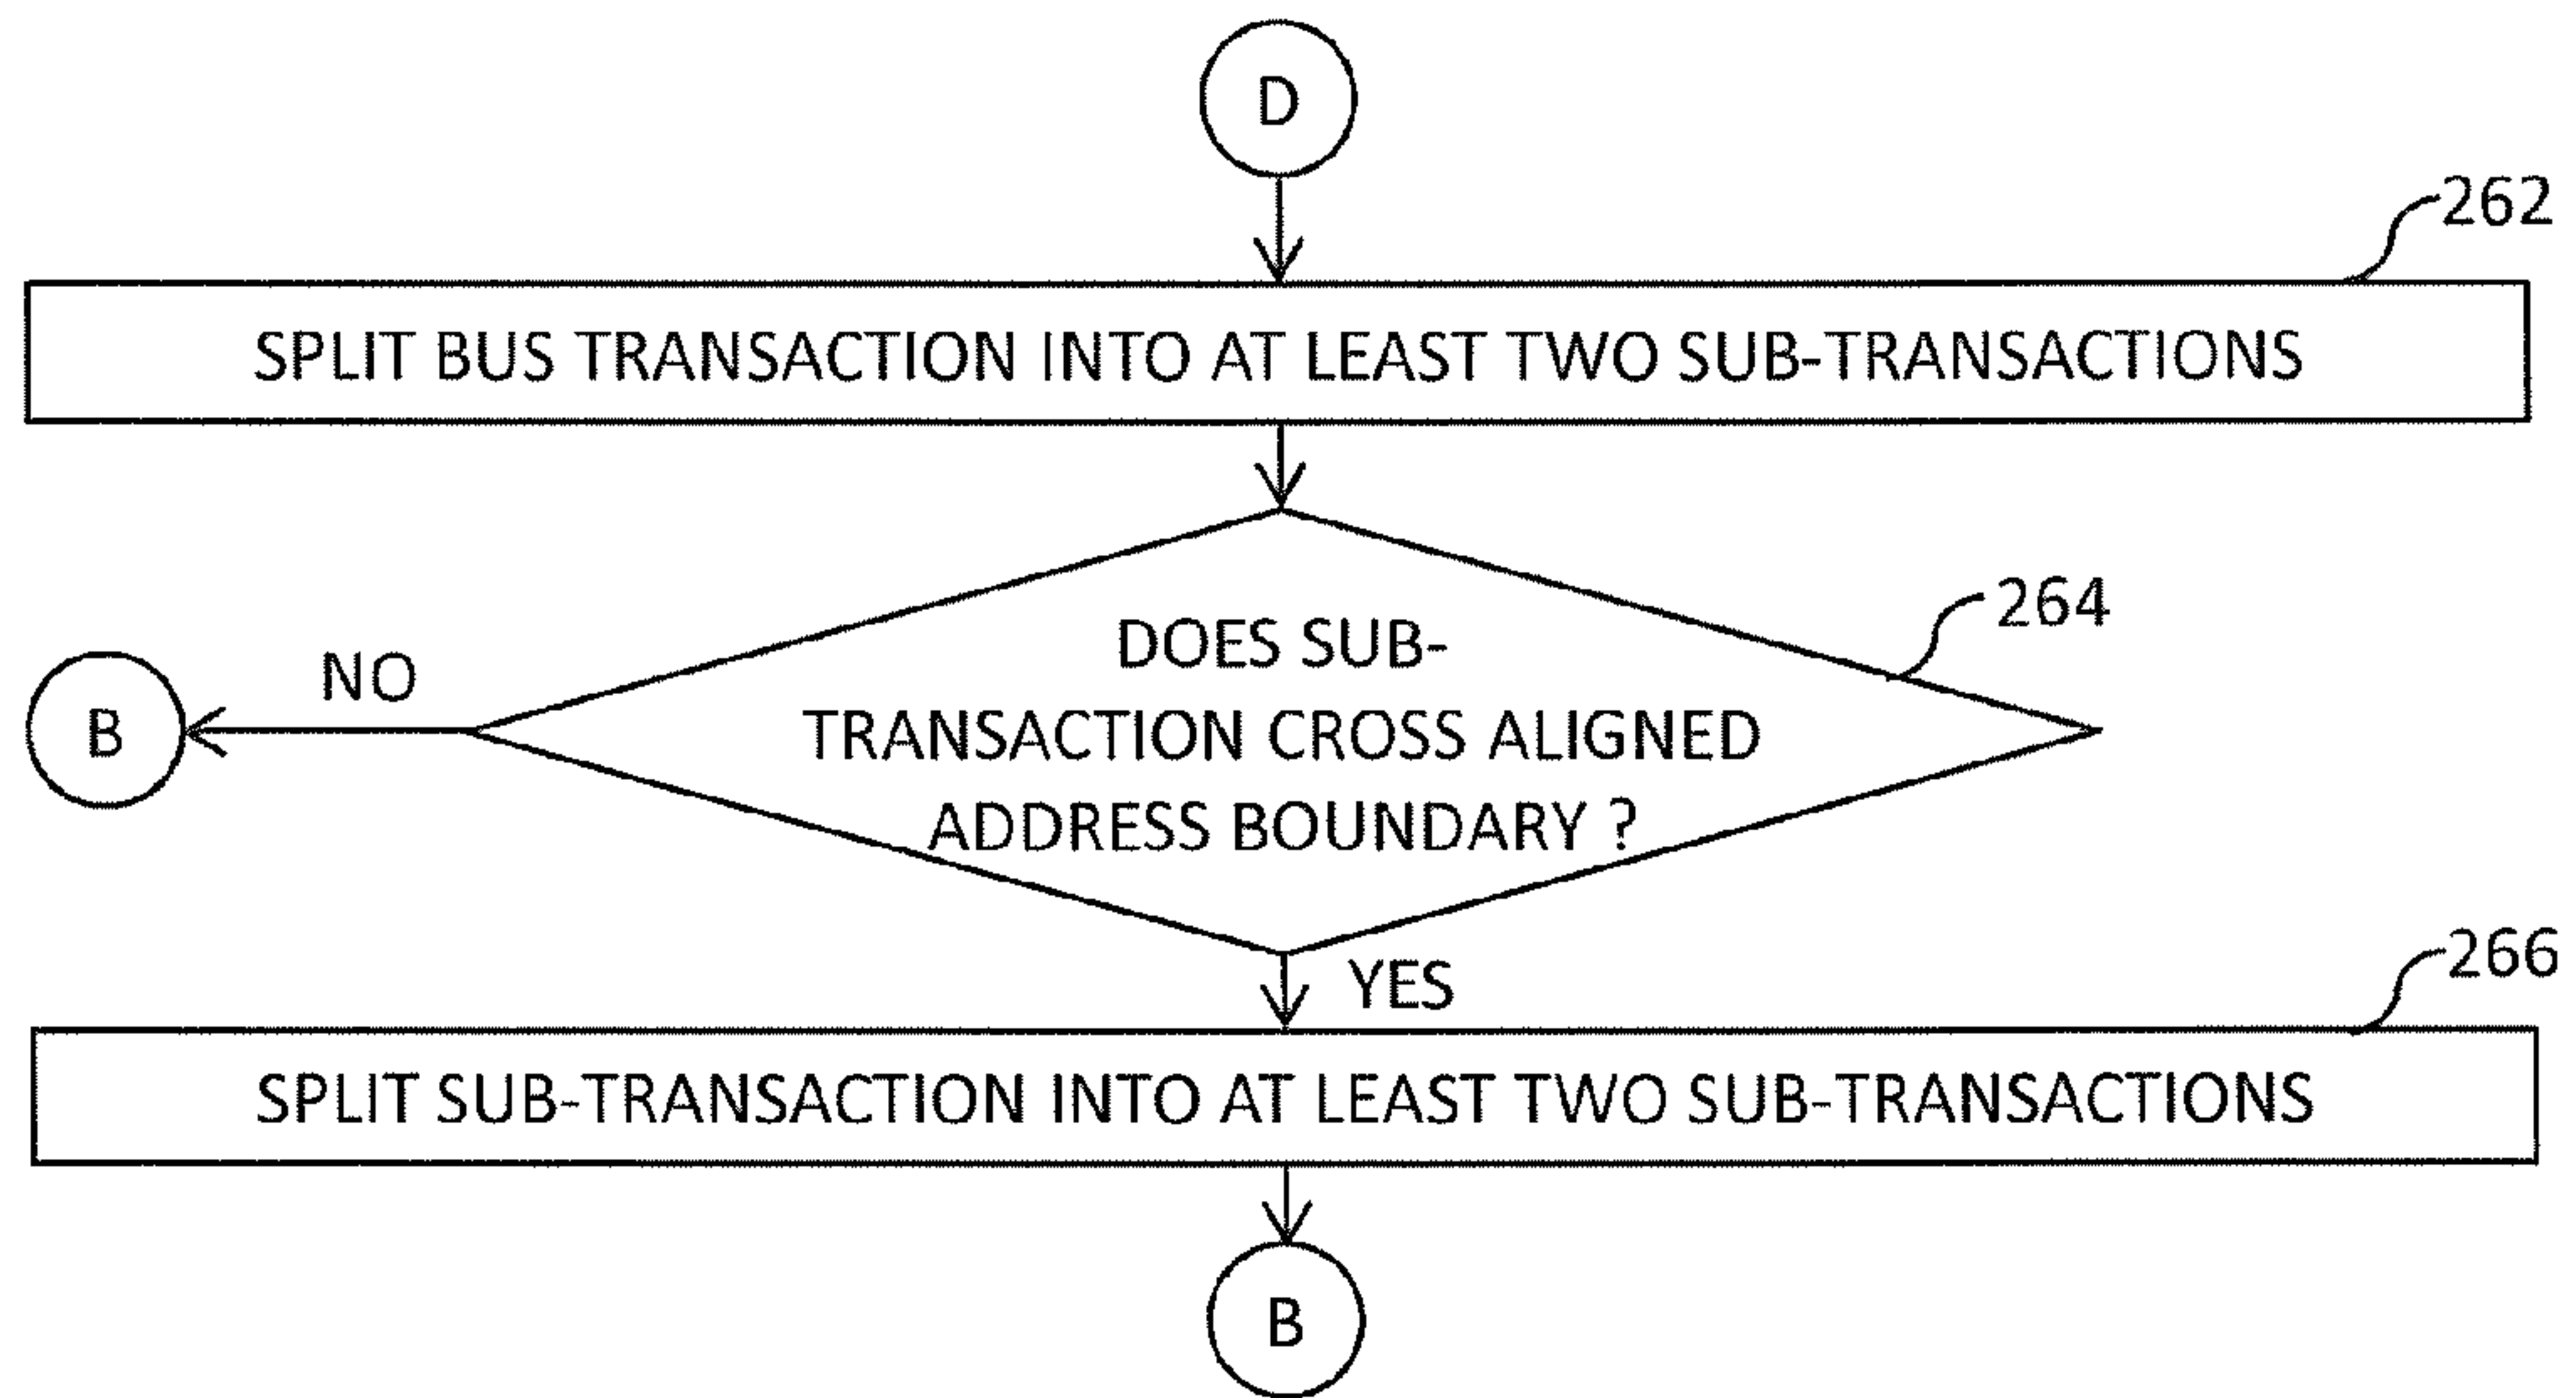 D
262
SPLIT BUS TRANSACTION INTO AT LEAST TWO SUB-TRANSACTIONS
264
DOES SUB-
TRANSACTION CROSS ALIGNED
ADDRESS BOUNDARY ?
NO
B
YES
266
SPLIT SUB-TRANSACTION INTO AT LEAST TWO SUB-TRANSACTIONS
B